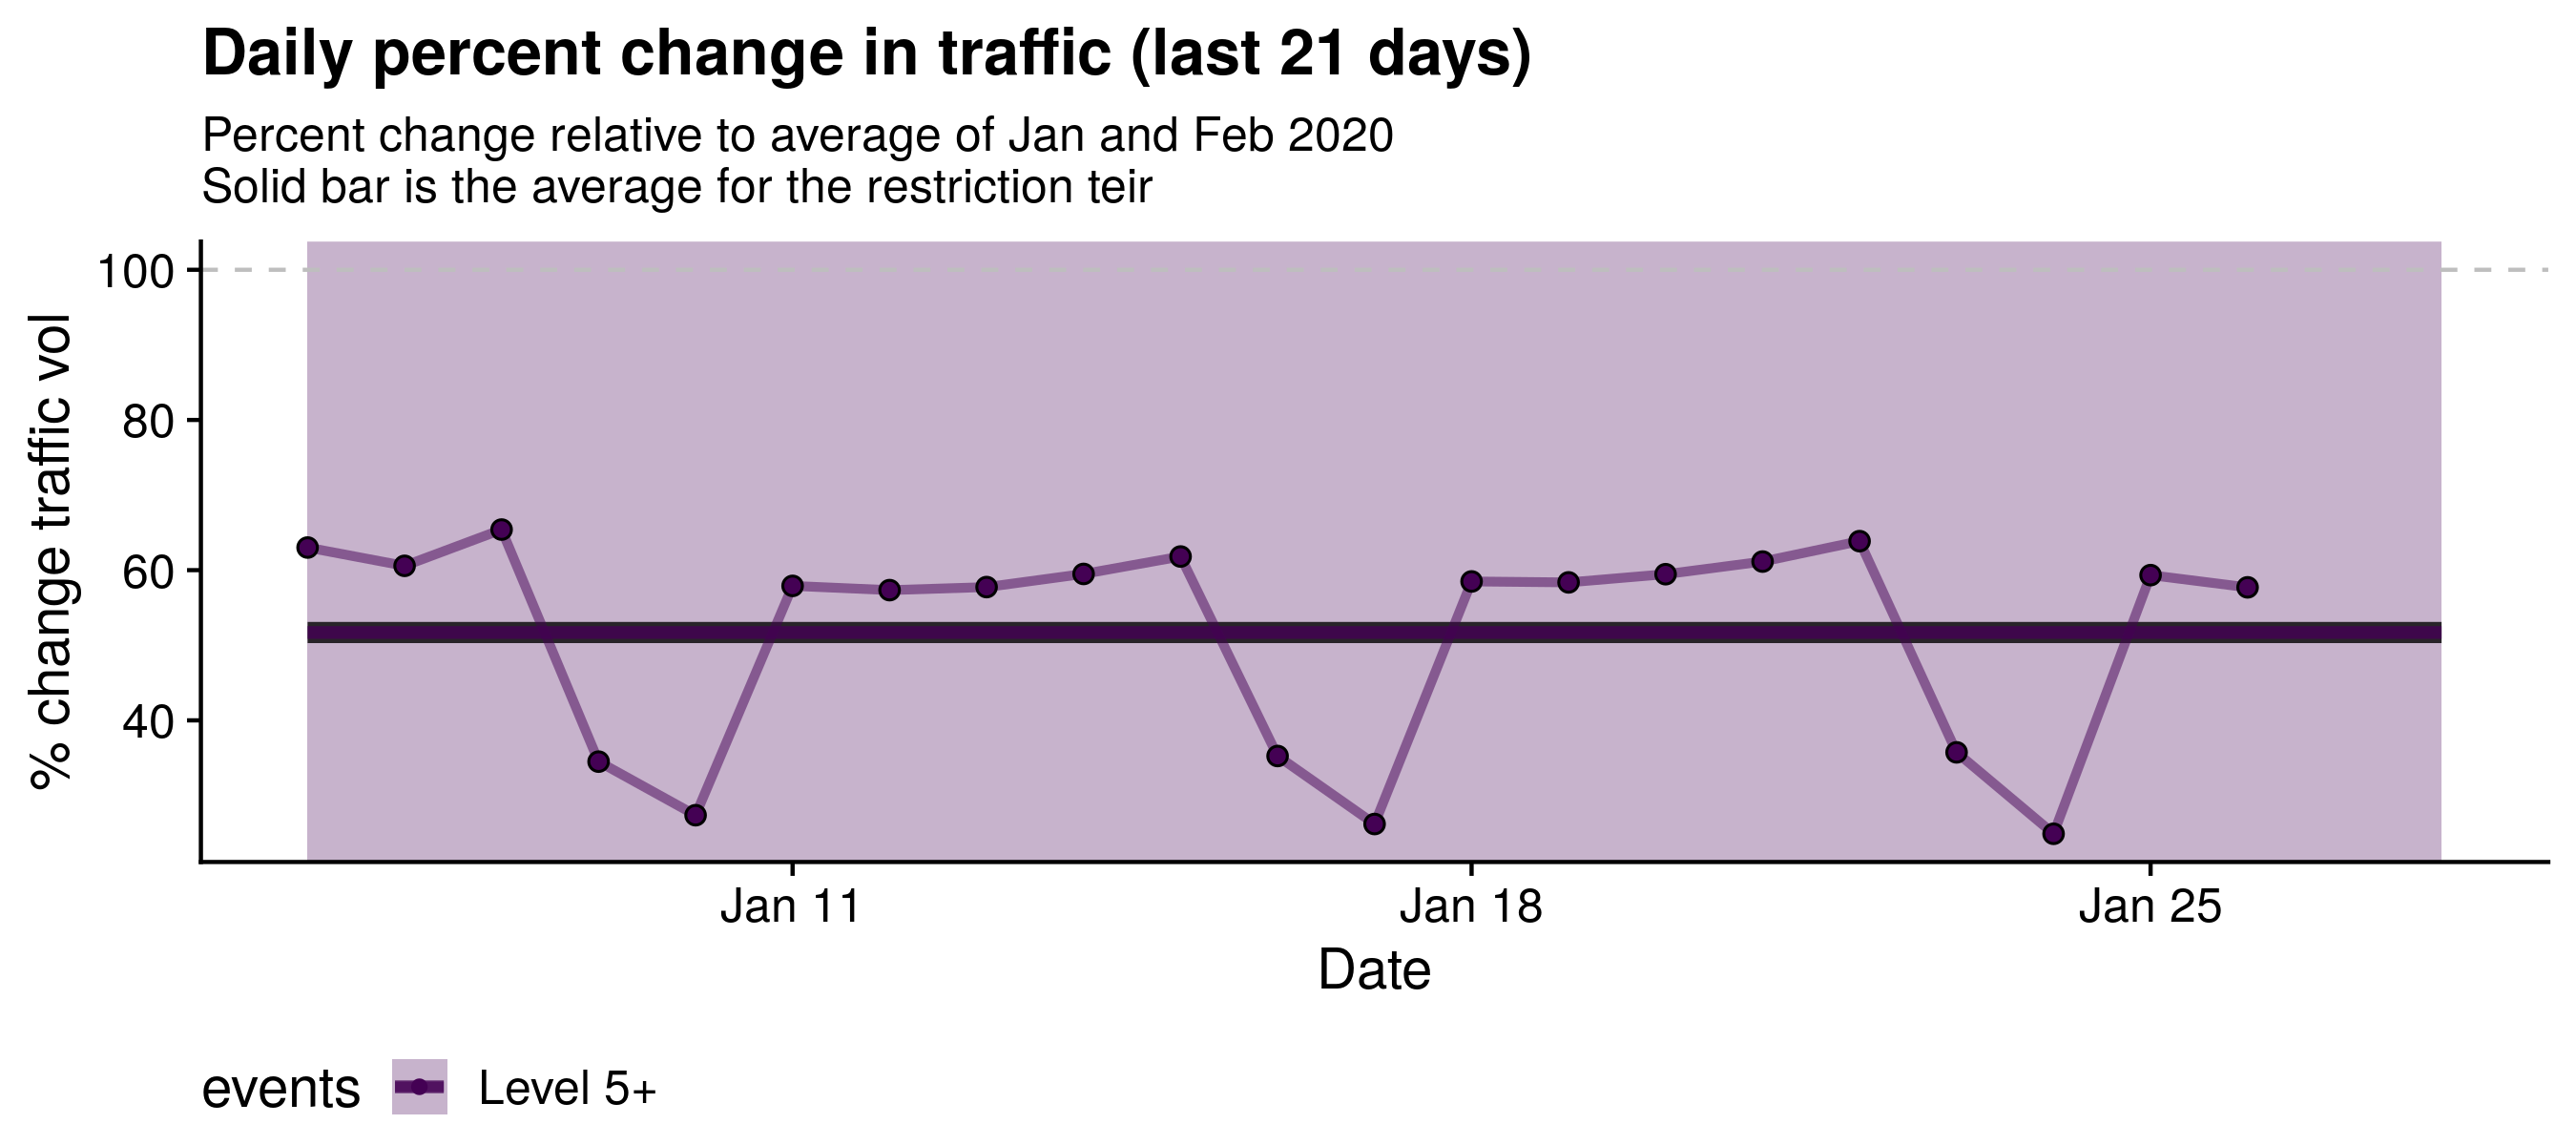 Daily percent change in traffic (last 21 days)
Percent change relative to average of Jan and Feb 2020
Solid bar is the average for the restriction teir
% change traffic vol
100
80
60
40
Jan 11
Jan 18
Jan 25
Date
events
Level 5+